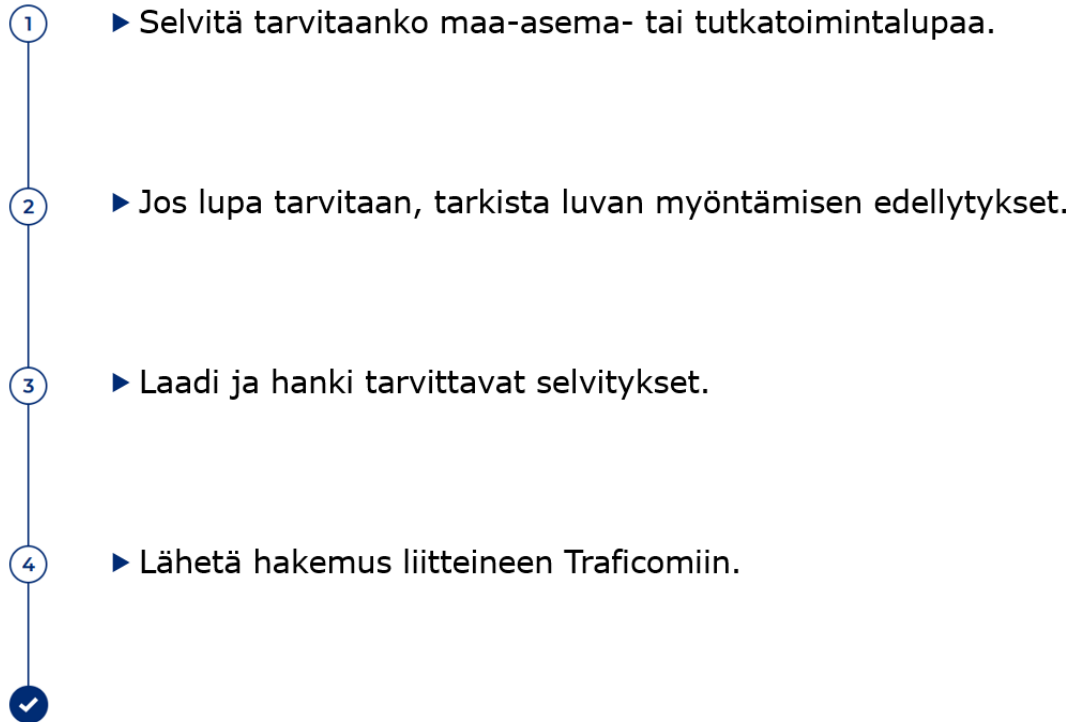 1 ▶ Selvitä tarvitaanko maa-asema- tai tutkatoimintalupaa.
2 ▶ Jos lupa tarvitaan, tarkista luvan myöntämisen edellytykset.
3 ▶ Laadi ja hanki tarvittavat selvitykset.
4 ▶ Lähetä hakemus liitteineen Traficomiin.